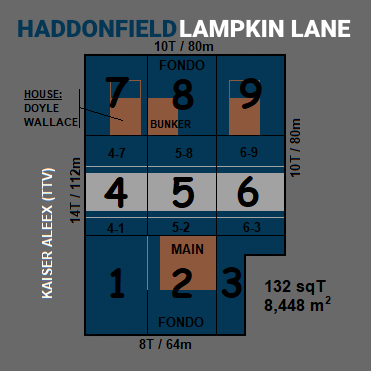 HADDONFIELD LAMPKIN LANE
10T / 80m
FONDO
7 8 9
HOUSE:
DOYLE
WALLACE
BUNKER
10T / 80m
4-7 5-8 6-9
4 5 6
14T / 112m
KAISER ALEEX (TTV)
4-1 5-2 6-3
MAIN
1 2 3
132 sqT
8,448 m²
FONDO
8T / 64m